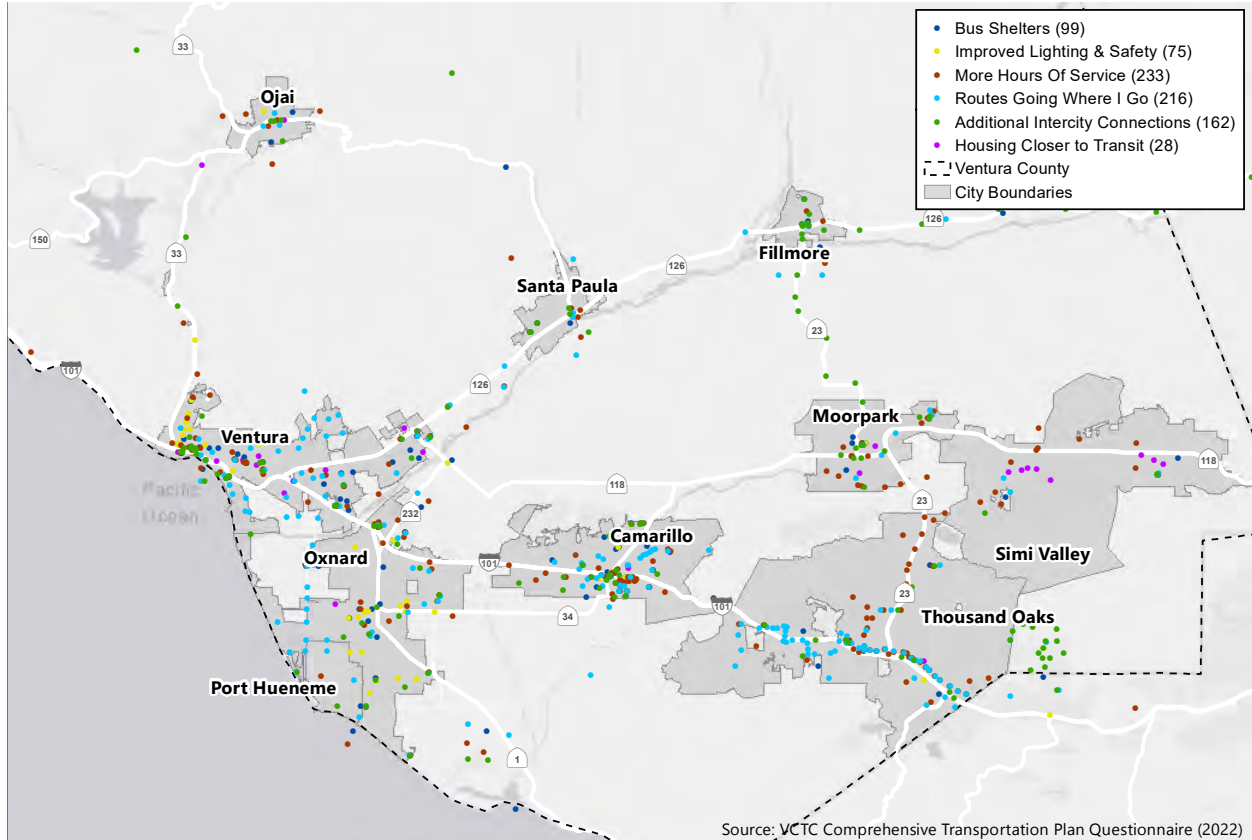 Bus Shelters (99)
Improved Lighting & Safety (75)
More Hours Of Service (233)
Routes Going Where I Go (216)
Additional Intercity Connections (162)
Housing Closer to Transit (28)
Ventura County
City Boundaries
33
Ojai
126
150
33
Fillmore
126
Santa Paula
23
101
126
Moorpark
Ventura
118
118
Pacific
Ocean
23
232
Camarillo
Oxnard
Simi Valley
101
23
101
34
Thousand Oaks
Port Hueneme
1
Source: VCTC Comprehensive Transportation Plan Questionnaire (2022)